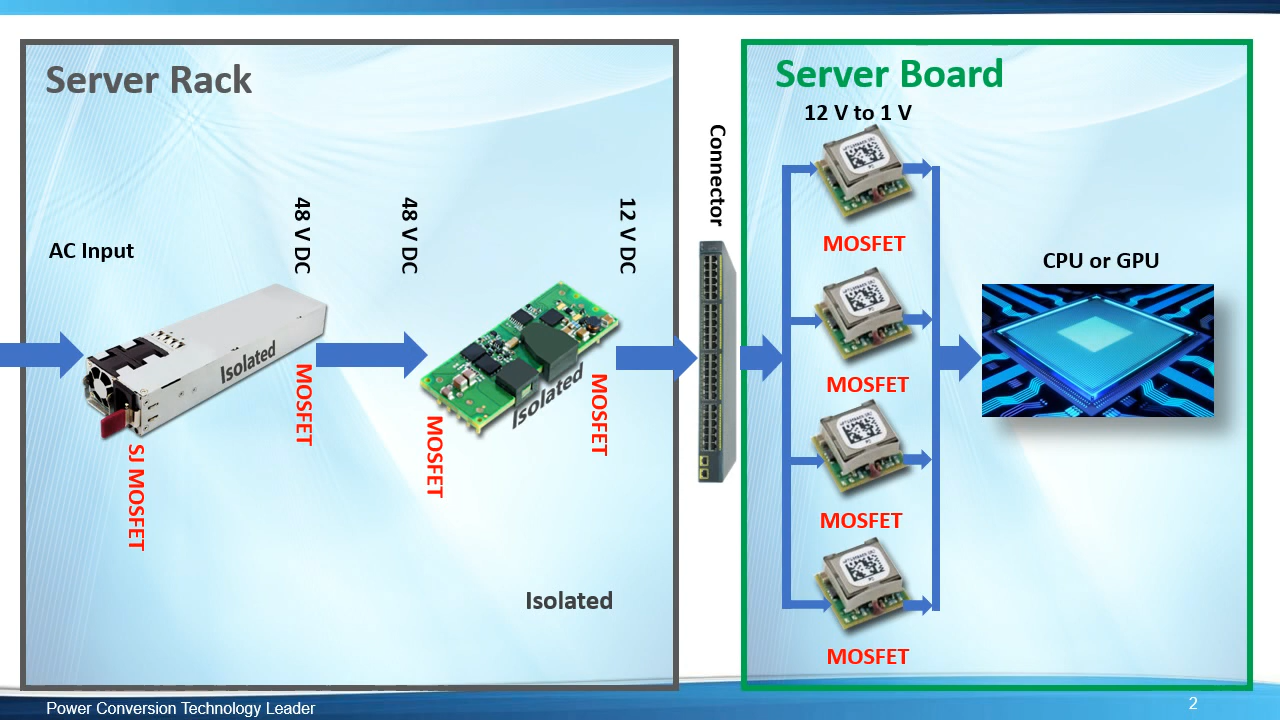 Server Rack
Server Board
12 V to 1 V
Connector
48 V DC
48 V DC
12 V DC
AC Input
MOSFET
CPU or GPU
Isolated
Isolated
MOSFET
MOSFET
MOSFET
MOSFET
SJ MOSFET
MOSFET
MOSFET
Isolated
MOSFET
Power Conversion Technology Leader
2